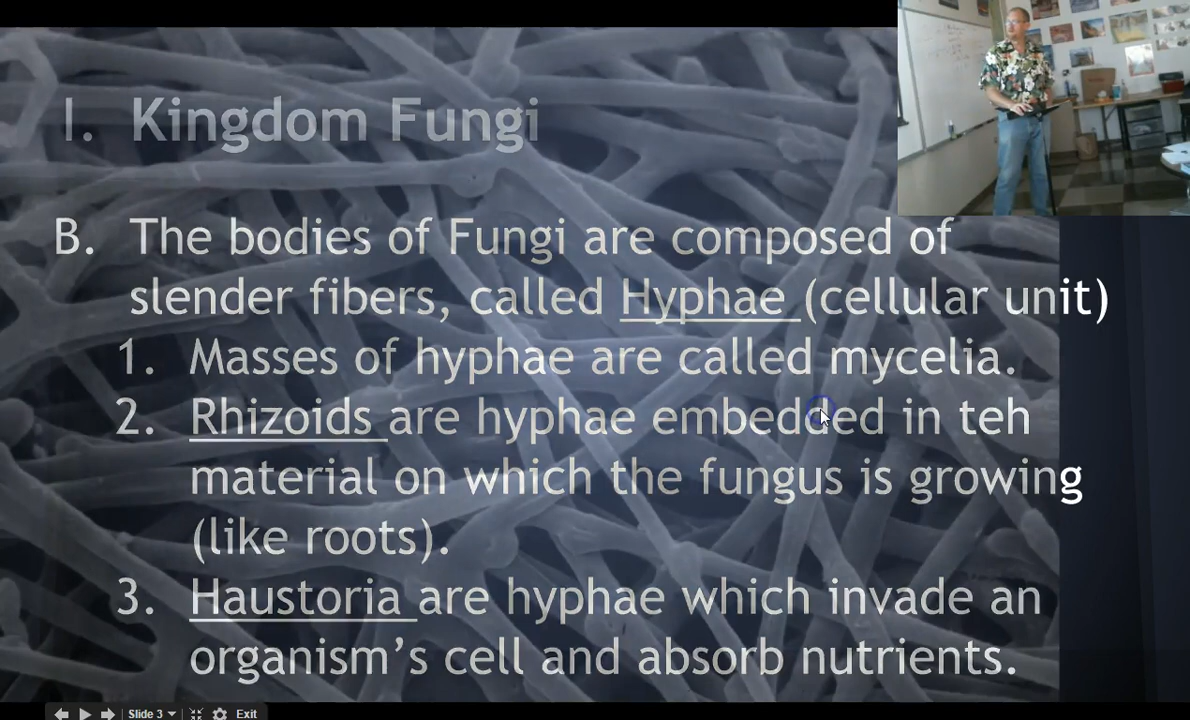 I. Kingdom Fungi
B. The bodies of Fungi are composed of
slender fibers, called Hyphae (cellular unit)
1. Masses of hyphae are called mycelia.
2. Rhizoids are hyphae embedded in teh
material on which the fungus is growing
(like roots).
3. Haustoria are hyphae which invade an
organism's cell and absorb nutrients.
Slide 3 Exit